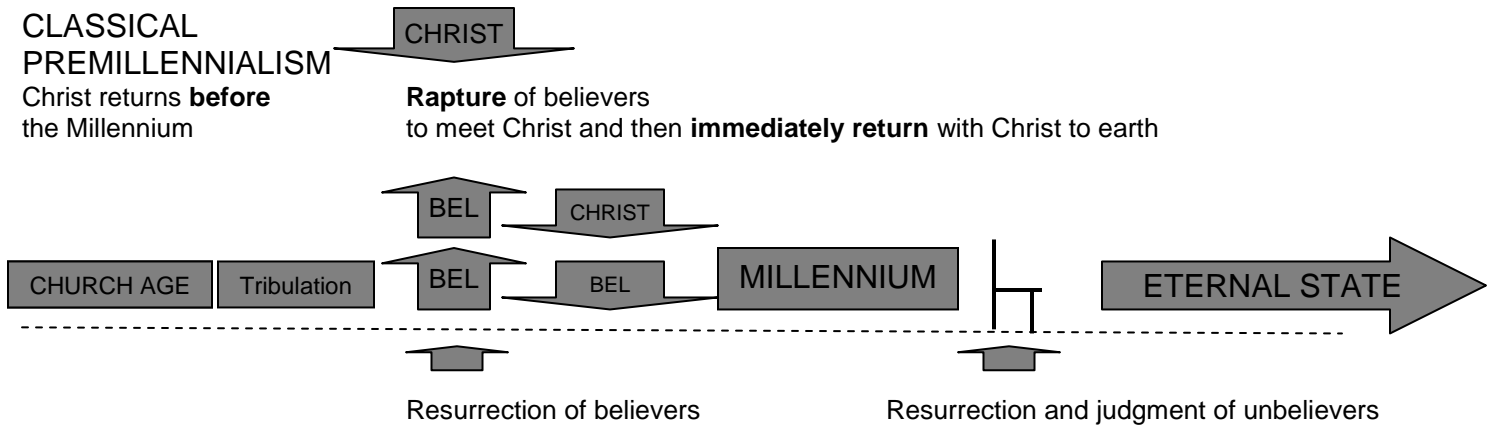 CLASSICAL
PREMILLENNIALISM
Christ returns before
the Millennium
CHRIST
Rapture of believers
to meet Christ and then immediately return with Christ to earth
BEL
CHRIST
CHURCH AGE
Tribulation
BEL
BEL
MILLENNIUM
ETERNAL STATE
Resurrection of believers
Resurrection and judgment of unbelievers